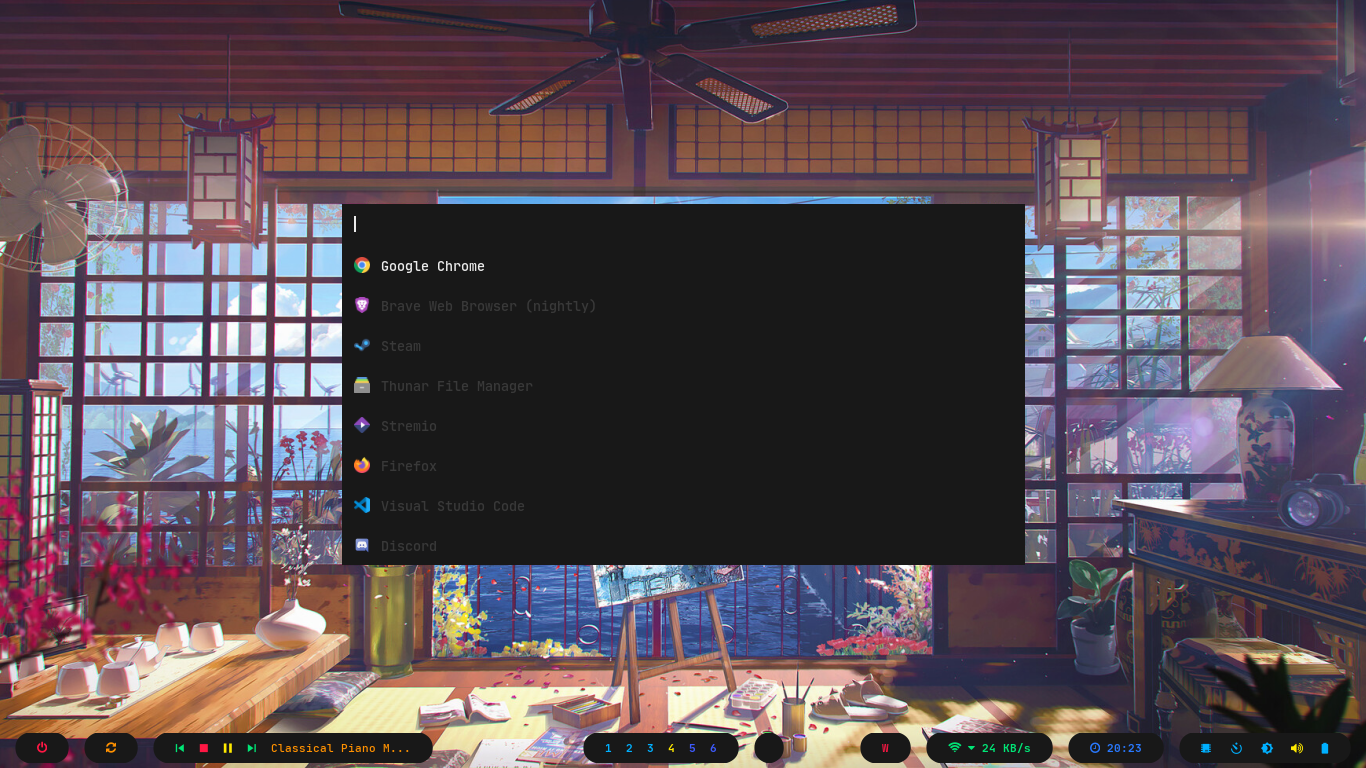 Google Chrome
Brave Web Browser (nightly)
Steam
Thunar File Manager
Stremio
Firefox
Visual Studio Code
Discord
Classical Piano M... 1 2 3 4 5 6 W 24 KB/s 20:23